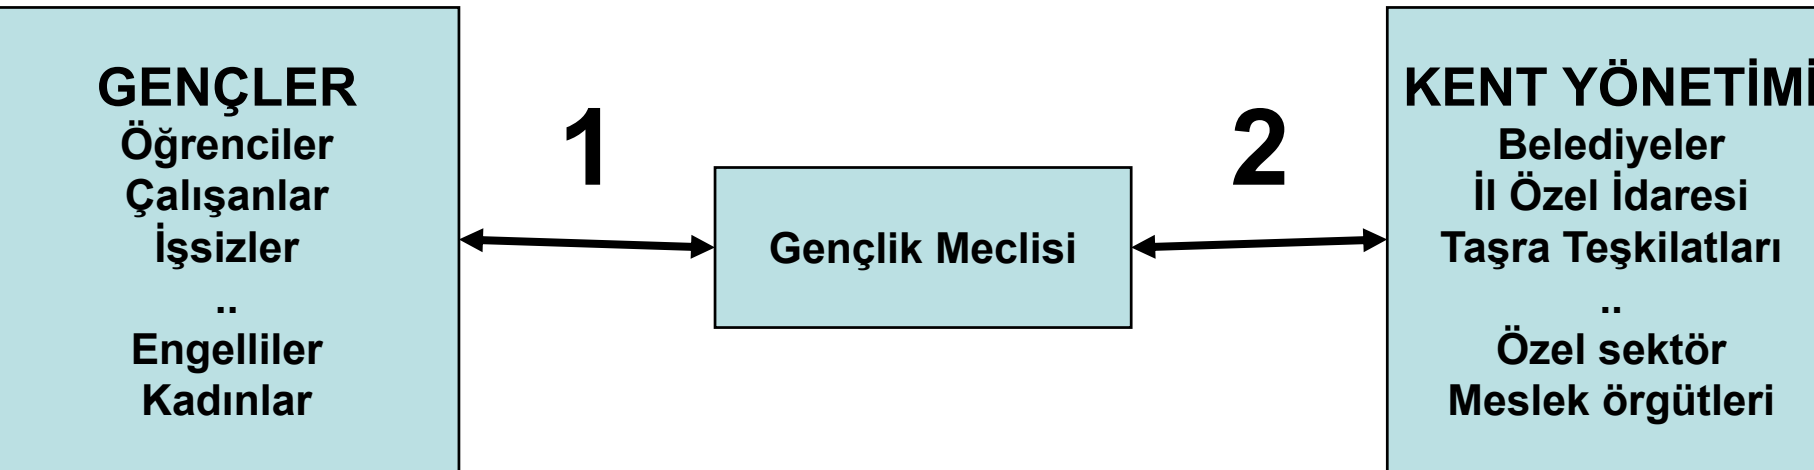 GENÇLER
Öğrenciler
Çalışanlar
İşsizler
..
Engelliler
Kadınlar
1
Gençlik Meclisi
2
KENT YÖNETİMİ
Belediyeler
İl Özel İdaresi
Taşra Teşkilatları
..
Özel sektör
Meslek örgütleri